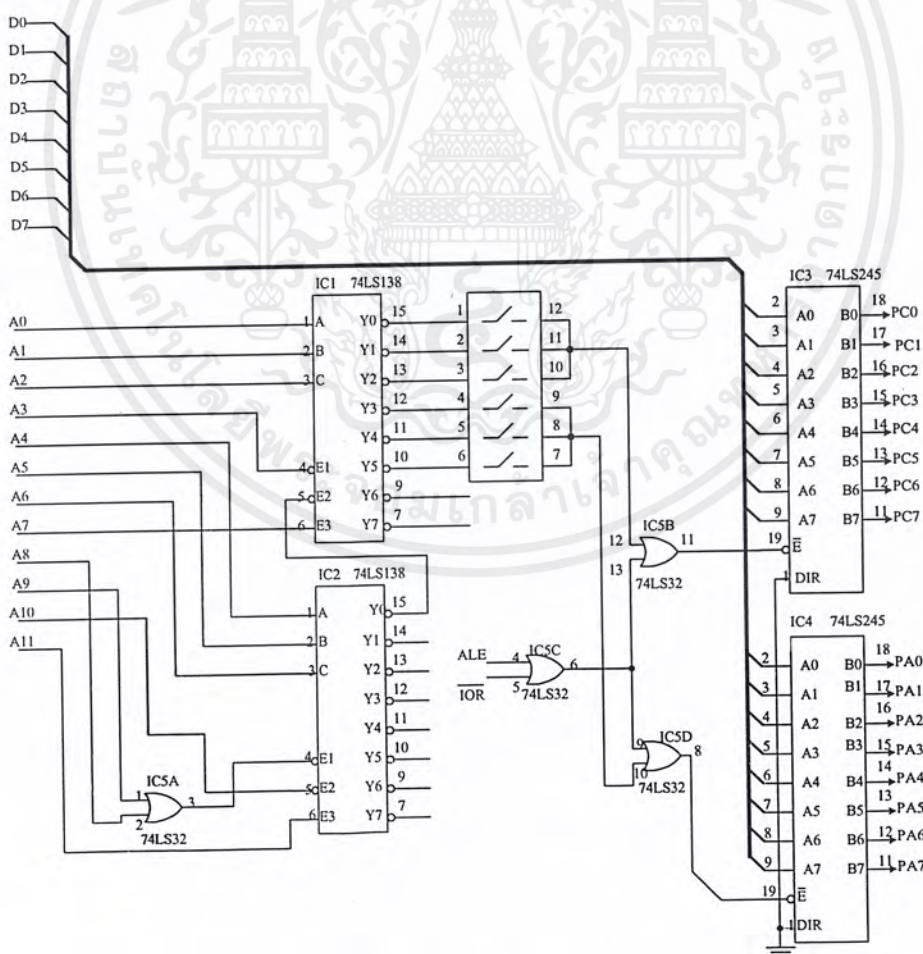 D0
D1
D2
D3
D4
D5
D6
D7
A0
A1
A2
A3
A4
A5
A6
A7
A8
A9
A10
A11
IC1 74LS138
1 A Y0 15
2 B Y1 14
3 C Y2 13
Y3 12
Y4 11
4 E1 Y5 10
5 E2 Y6 9
6 E3 Y7 7
1 12
2 11
3 10
4 9
5 8
6 7
IC2 74LS138
1 A Y0 15
2 B Y1 14
3 C Y2 13
Y3 12
Y4 11
4 E1 Y5 10
5 E2 Y6 9
6 E3 Y7 7
IC5A
1
2
3
74LS32
ALE 4 IC5C
IOR 5 6
74LS32
IC5B
12 11
13
74LS32
IC5D
9 8
10
74LS32
IC3 74LS245
2 A0 B0 18 PC0
3 A1 B1 17 PC1
4 A2 B2 16 PC2
5 A3 B3 15 PC3
6 A4 B4 14 PC4
7 A5 B5 13 PC5
8 A6 B6 12 PC6
9 A7 B7 11 PC7
19 E
1 DIR
IC4 74LS245
2 A0 B0 18 PA0
3 A1 B1 17 PA1
4 A2 B2 16 PA2
5 A3 B3 15 PA3
6 A4 B4 14 PA4
7 A5 B5 13 PA5
8 A6 B6 12 PA6
9 A7 B7 11 PA7
19 E
1 DIR